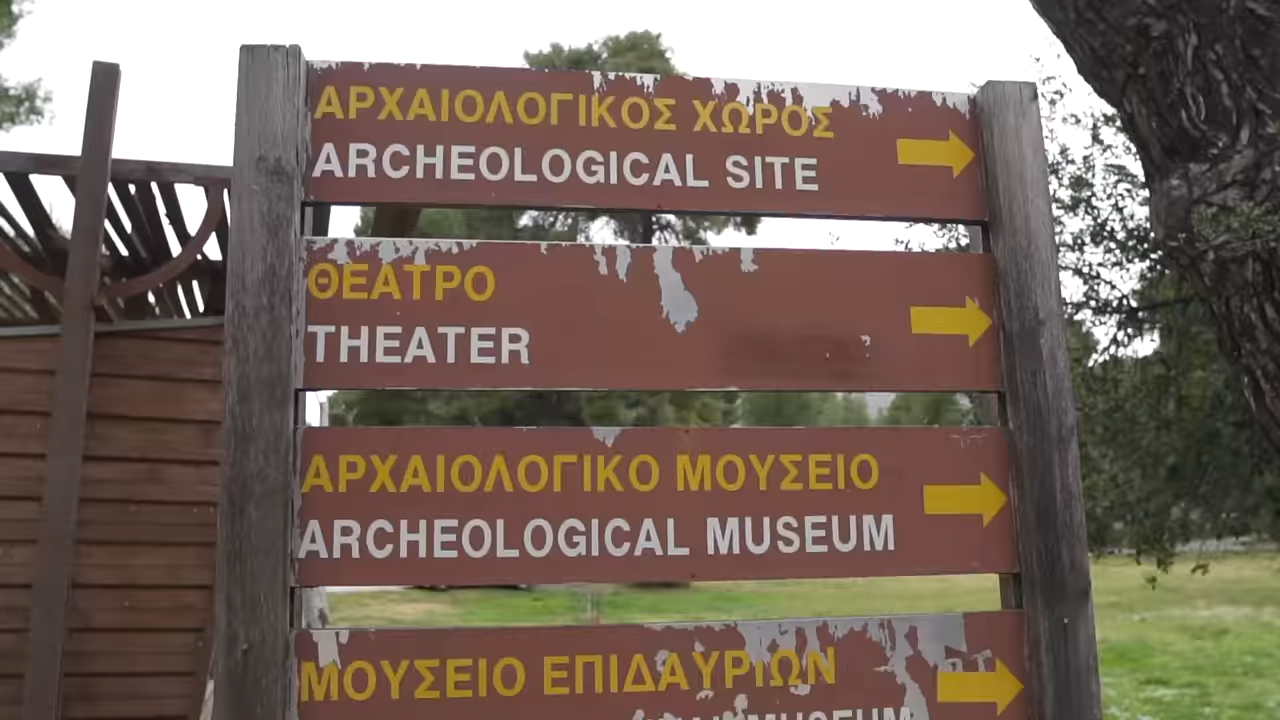 ΑΡΧΑΙΟΛΟΓΙΚΟΣ ΧΩΡΟΣ
ARCHEOLOGICAL SITE
ΘΕΑΤΡΟ
THEATER
ΑΡΧΑΙΟΛΟΓΙΚΟ ΜΟΥΣΕΙΟ
ARCHEOLOGICAL MUSEUM
ΜΟΥΣΕΙΟ ΕΠΙΔΑΥΡΙΩΝ
MUSEUM